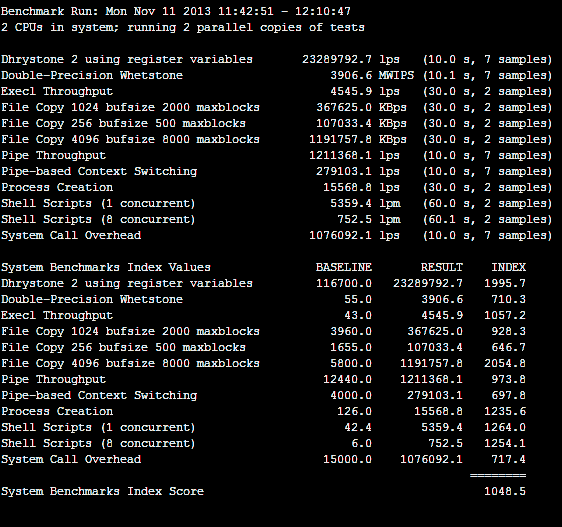 Benchmark Run: Mon Nov 11 2013 11:42:51 - 12:10:47
2 CPUs in system; running 2 parallel copies of tests
Dhrystone 2 using register variables 23289792.7 lps (10.0 s, 7 samples)
Double-Precision Whetstone 3906.6 MWIPS (10.1 s, 7 samples)
Execl Throughput 4545.9 lps (30.0 s, 2 samples)
File Copy 1024 bufsize 2000 maxblocks 367625.0 KBps (30.0 s, 2 samples)
File Copy 256 bufsize 500 maxblocks 107033.4 KBps (30.0 s, 2 samples)
File Copy 4096 bufsize 8000 maxblocks 1191757.8 KBps (30.0 s, 2 samples)
Pipe Throughput 1211368.1 lps (10.0 s, 7 samples)
Pipe-based Context Switching 279103.1 lps (10.0 s, 7 samples)
Process Creation 15568.8 lps (30.0 s, 2 samples)
Shell Scripts (1 concurrent) 5359.4 lpm (60.0 s, 2 samples)
Shell Scripts (8 concurrent) 752.5 lpm (60.1 s, 2 samples)
System Call Overhead 1076092.1 lps (10.0 s, 7 samples)
System Benchmarks Index Values BASELINE RESULT INDEX
Dhrystone 2 using register variables 116700.0 23289792.7 1995.7
Double-Precision Whetstone 55.0 3906.6 710.3
Execl Throughput 43.0 4545.9 1057.2
File Copy 1024 bufsize 2000 maxblocks 3960.0 367625.0 928.3
File Copy 256 bufsize 500 maxblocks 1655.0 107033.4 646.7
File Copy 4096 bufsize 8000 maxblocks 5800.0 1191757.8 2054.8
Pipe Throughput 12440.0 1211368.1 973.8
Pipe-based Context Switching 4000.0 279103.1 697.8
Process Creation 126.0 15568.8 1235.6
Shell Scripts (1 concurrent) 42.4 5359.4 1264.0
Shell Scripts (8 concurrent) 6.0 752.5 1254.1
System Call Overhead 15000.0 1076092.1 717.4
========
System Benchmarks Index Score 1048.5